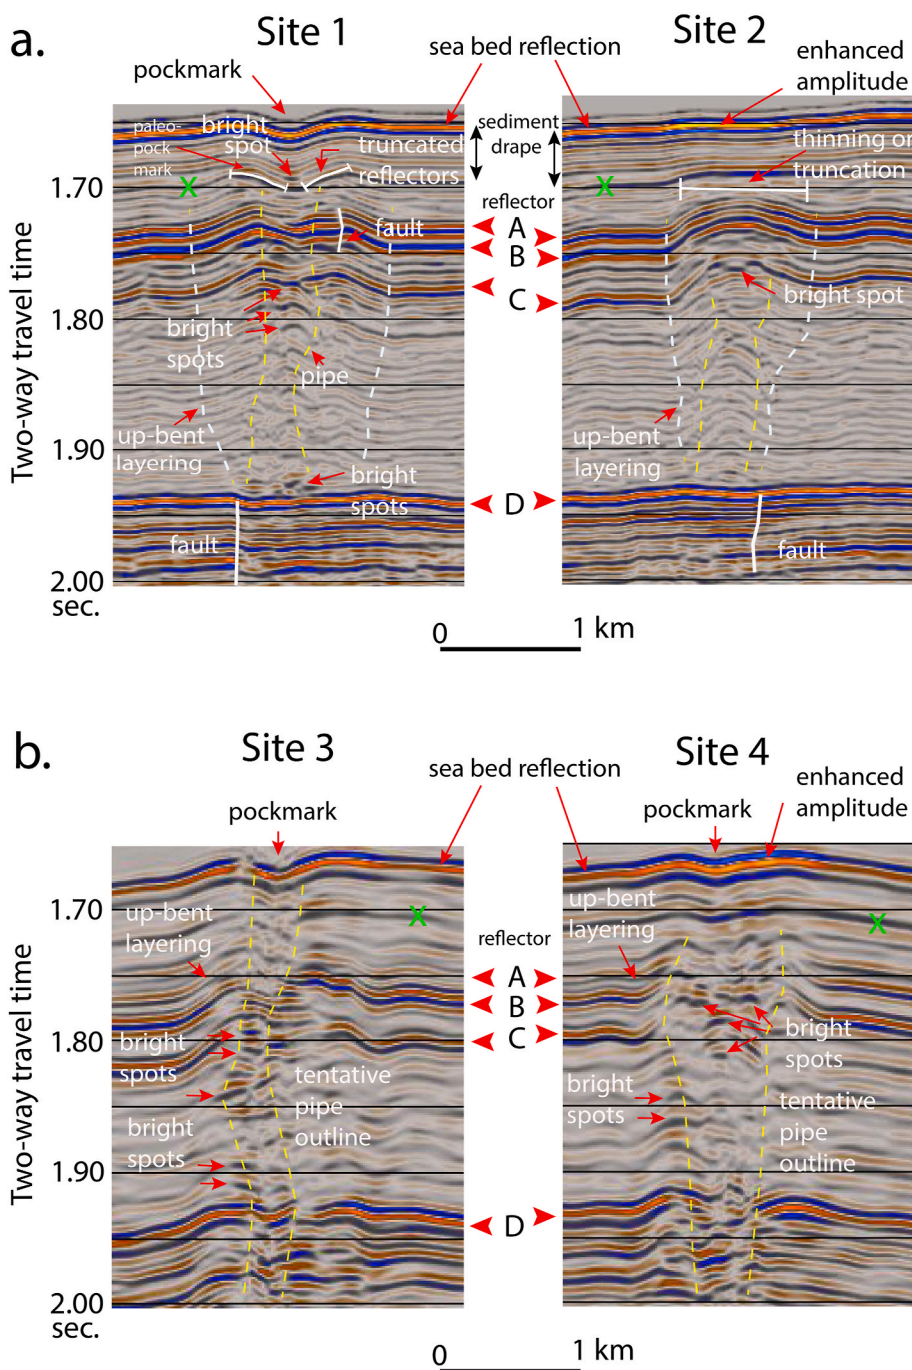 a.
Site 1
Site 2
sea bed reflection
enhanced
amplitude
pockmark
paleo-
pock
mark
bright
spot
truncated
reflectors
sediment
drape
thinning or
truncation
X
X
1.70
reflector
A
B
C
fault
bright spot
1.80
bright
spots
pipe
up-bent
layering
up-bent
layering
1.90
bright
spots
D
fault
fault
2.00
sec.
Two-way travel time
0
1 km
b.
Site 3
Site 4
sea bed reflection
enhanced
amplitude
pockmark
pockmark
1.70
X
X
up-bent
layering
up-bent
layering
reflector
A
B
C
1.80
bright
spots
bright
spots
tentative
pipe
outline
bright
spots
bright
spots
tentative
pipe
outline
1.90
D
2.00
sec.
Two-way travel time
0
1 km